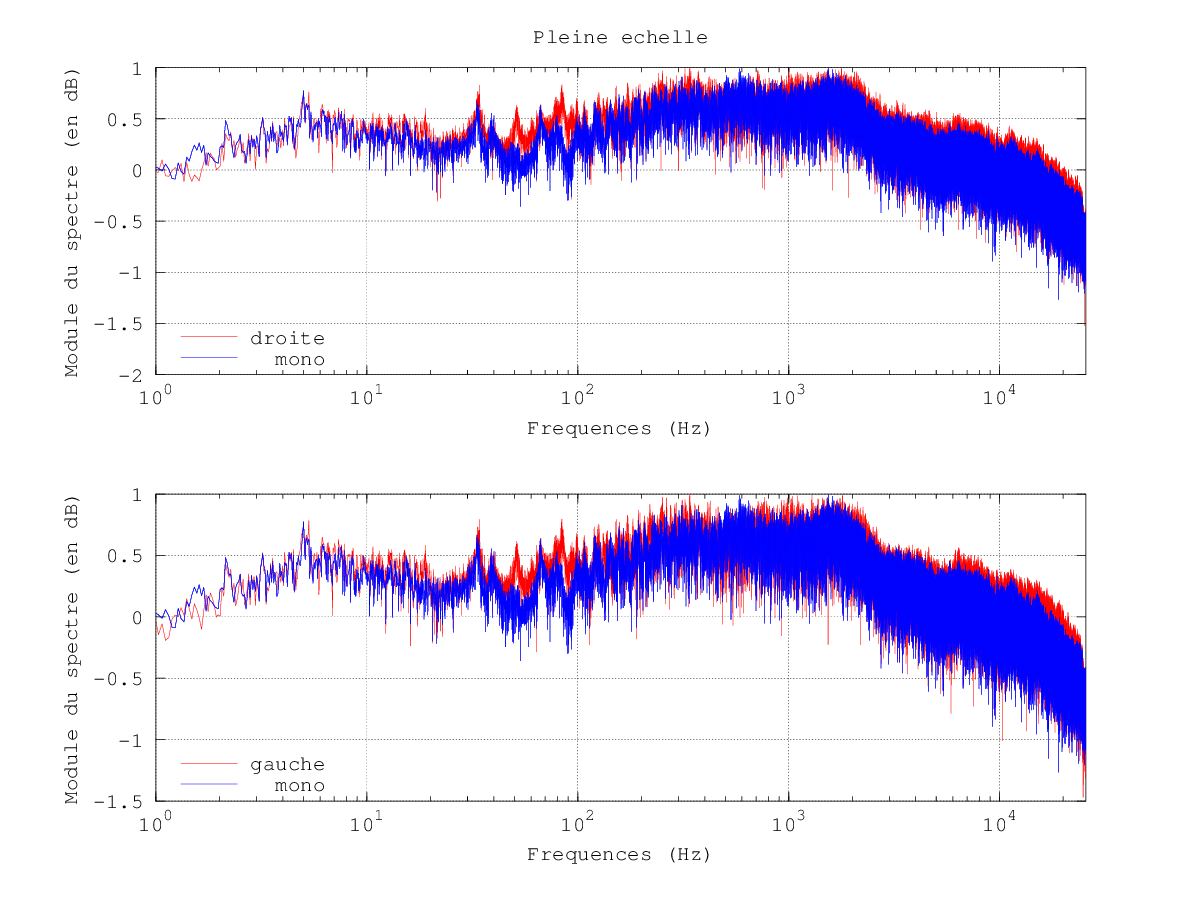 Pleine echelle
Module du spectre (en dB)
1
0.5
0
-0.5
-1
-1.5
-2
droite
mono
10^0 10^1 10^2 10^3 10^4
Frequences (Hz)
Module du spectre (en dB)
1
0.5
0
-0.5
-1
-1.5
gauche
mono
10^0 10^1 10^2 10^3 10^4
Frequences (Hz)